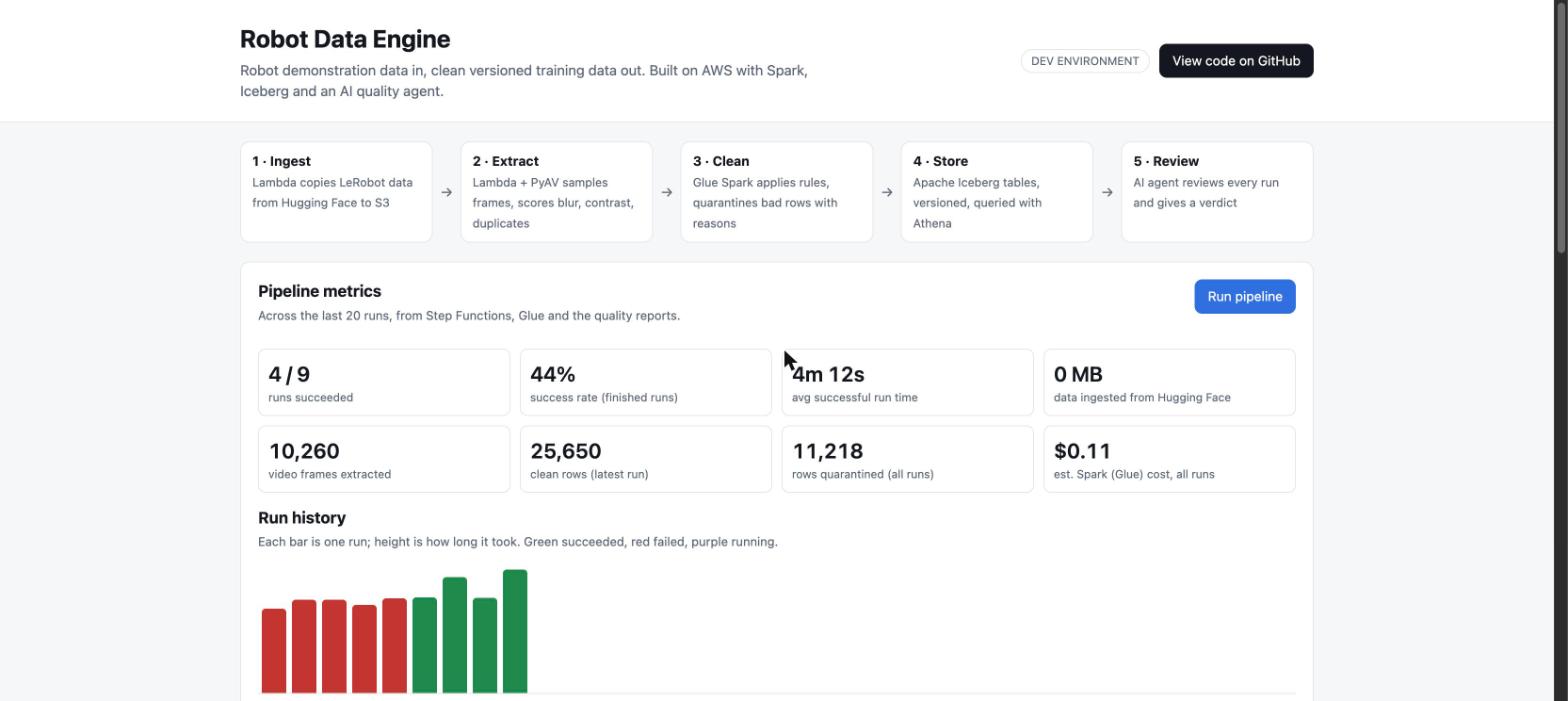 Robot Data Engine
Robot demonstration data in, clean versioned training data out. Built on AWS with Spark,
Iceberg and an AI quality agent.
DEV ENVIRONMENT
View code on GitHub
1 · Ingest
Lambda copies LeRobot data
from Hugging Face to S3
→
2 · Extract
Lambda + PyAV samples
frames, scores blur, contrast,
duplicates
→
3 · Clean
Glue Spark applies rules,
quarantines bad rows with
reasons
→
4 · Store
Apache Iceberg tables,
versioned, queried with
Athena
→
5 · Review
AI agent reviews every run
and gives a verdict
Pipeline metrics
Across the last 20 runs, from Step Functions, Glue and the quality reports.
Run pipeline
4 / 9
runs succeeded
44%
success rate (finished runs)
4m 12s
avg successful run time
0 MB
data ingested from Hugging Face
10,260
video frames extracted
25,650
clean rows (latest run)
11,218
rows quarantined (all runs)
$0.11
est. Spark (Glue) cost, all runs
Run history
Each bar is one run; height is how long it took. Green succeeded, red failed, purple running.